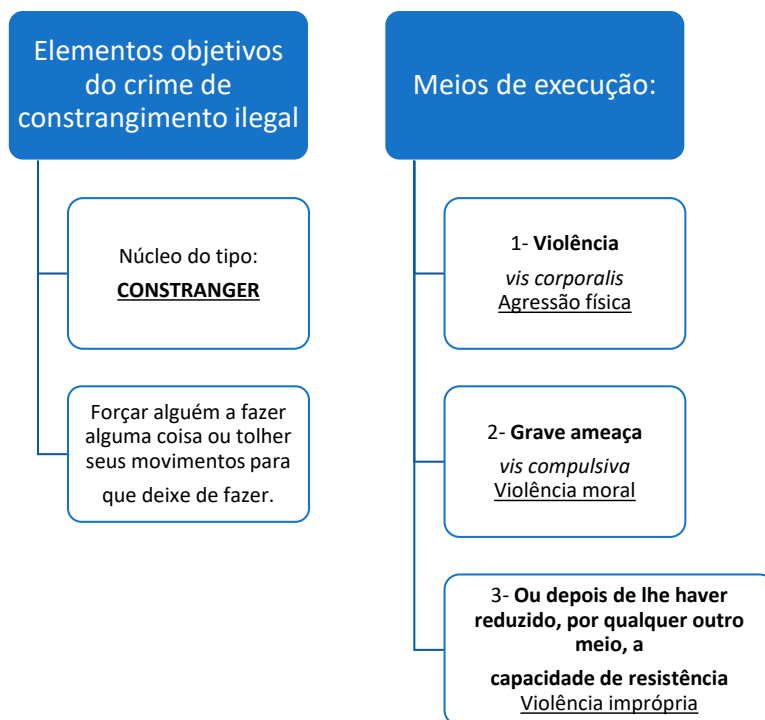 Elementos objetivos
do crime de
constrangimento ilegal
Núcleo do tipo:
CONSTRANGER
Forçar alguém a fazer
alguma coisa ou tolher
seus movimentos para
que deixe de fazer.
Meios de execução:
1- Violência
vis corporalis
Agressão física
2- Grave ameaça
vis compulsiva
Violência moral
3- Ou depois de lhe haver
reduzido, por qualquer outro
meio, a
capacidade de resistência
Violência imprópria